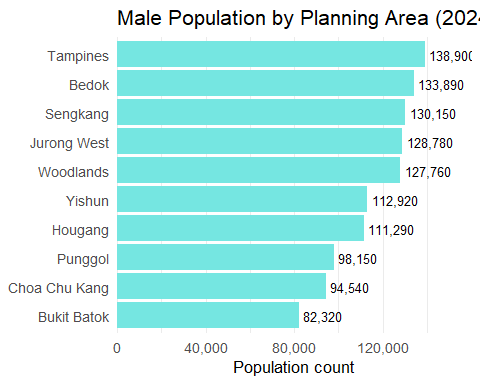 Male Population by Planning Area (2024
Tampines 138,900
Bedok 133,890
Sengkang 130,150
Jurong West 128,780
Woodlands 127,760
Yishun 112,920
Hougang 111,290
Punggol 98,150
Choa Chu Kang 94,540
Bukit Batok 82,320
0 40,000 80,000 120,000
Population count